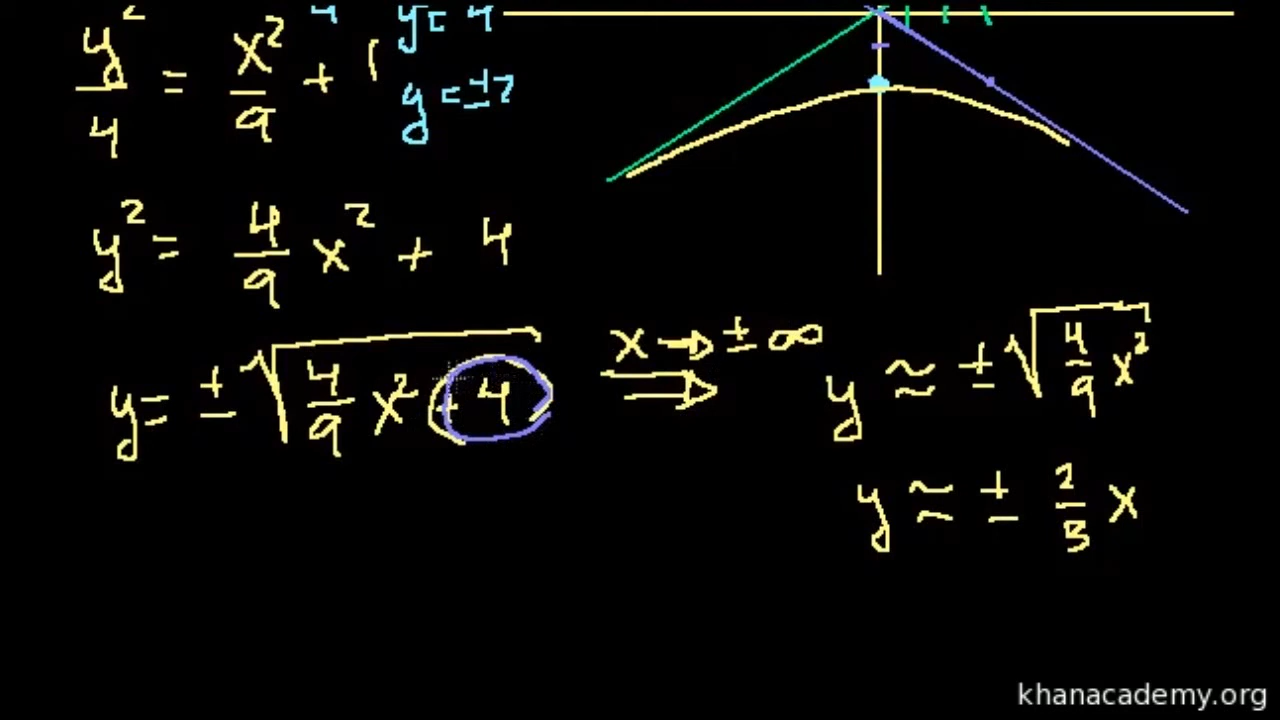 y²/4 = x²/9 + 1
y = 4
y = ±2
y² = 4/9 x² + 4
y = ± √(4/9 x² + 4)
x → ± ∞
⇒
y ≈ ± √(4/9 x²)
y ≈ ± 2/3 x
khanacademy.org